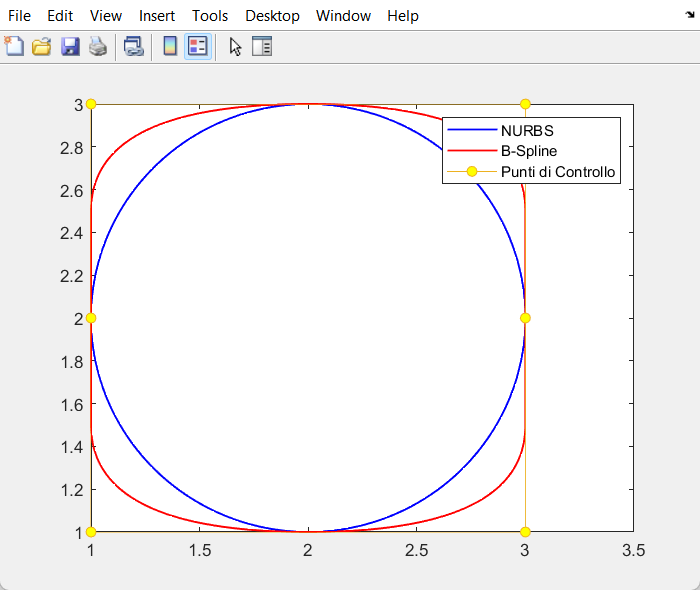 File Edit View Insert Tools Desktop Window Help
NURBS
B-Spline
Punti di Controllo
3
2.8
2.6
2.4
2.2
2
1.8
1.6
1.4
1.2
1
1 1.5 2 2.5 3 3.5